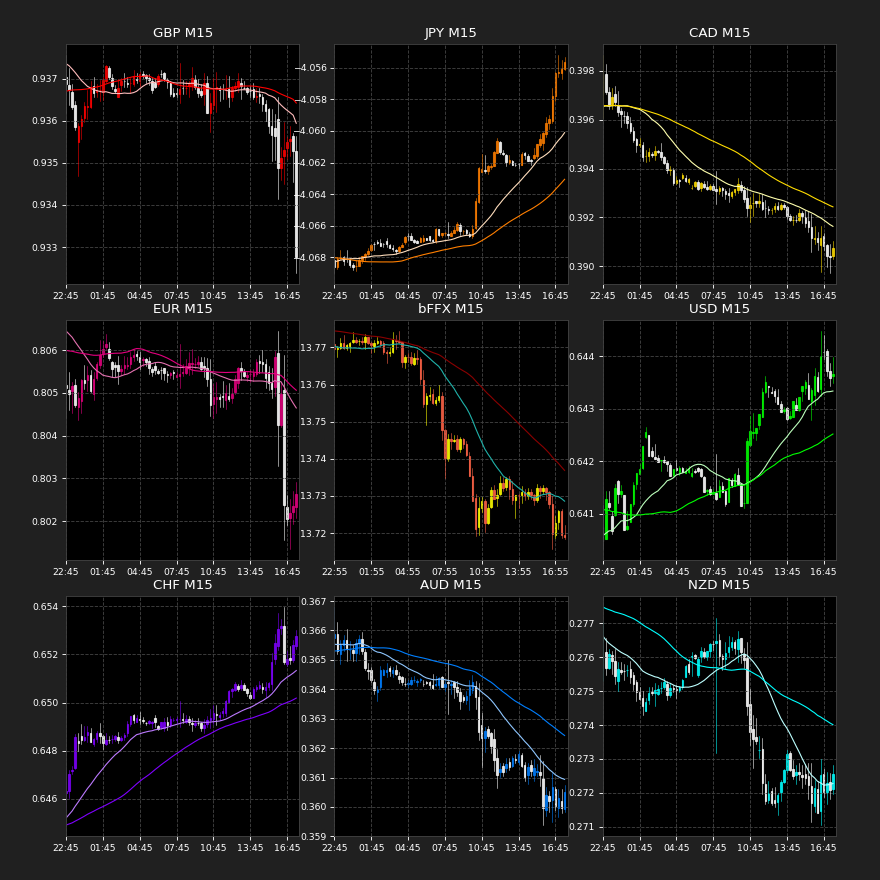 GBP M15
0.937
0.936
0.935
0.934
0.933
22:45 01:45 04:45 07:45 10:45 13:45 16:45
JPY M15
4.056
4.058
4.060
4.062
4.064
4.066
4.068
22:45 01:45 04:45 07:45 10:45 13:45 16:45
CAD M15
0.398
0.396
0.394
0.392
0.390
22:45 01:45 04:45 07:45 10:45 13:45 16:45
EUR M15
0.806
0.805
0.804
0.803
0.802
22:45 01:45 04:45 07:45 10:45 13:45 16:45
bFFX M15
13.77
13.76
13.75
13.74
13.73
13.72
22:55 01:55 04:55 07:55 10:55 13:55 16:55
USD M15
0.644
0.643
0.642
0.641
22:45 01:45 04:45 07:45 10:45 13:45 16:45
CHF M15
0.654
0.652
0.650
0.648
0.646
22:45 01:45 04:45 07:45 10:45 13:45 16:45
AUD M15
0.367
0.366
0.365
0.364
0.363
0.362
0.361
0.360
0.359
22:45 01:45 04:45 07:45 10:45 13:45 16:45
NZD M15
0.277
0.276
0.275
0.274
0.273
0.272
0.271
22:45 01:45 04:45 07:45 10:45 13:45 16:45